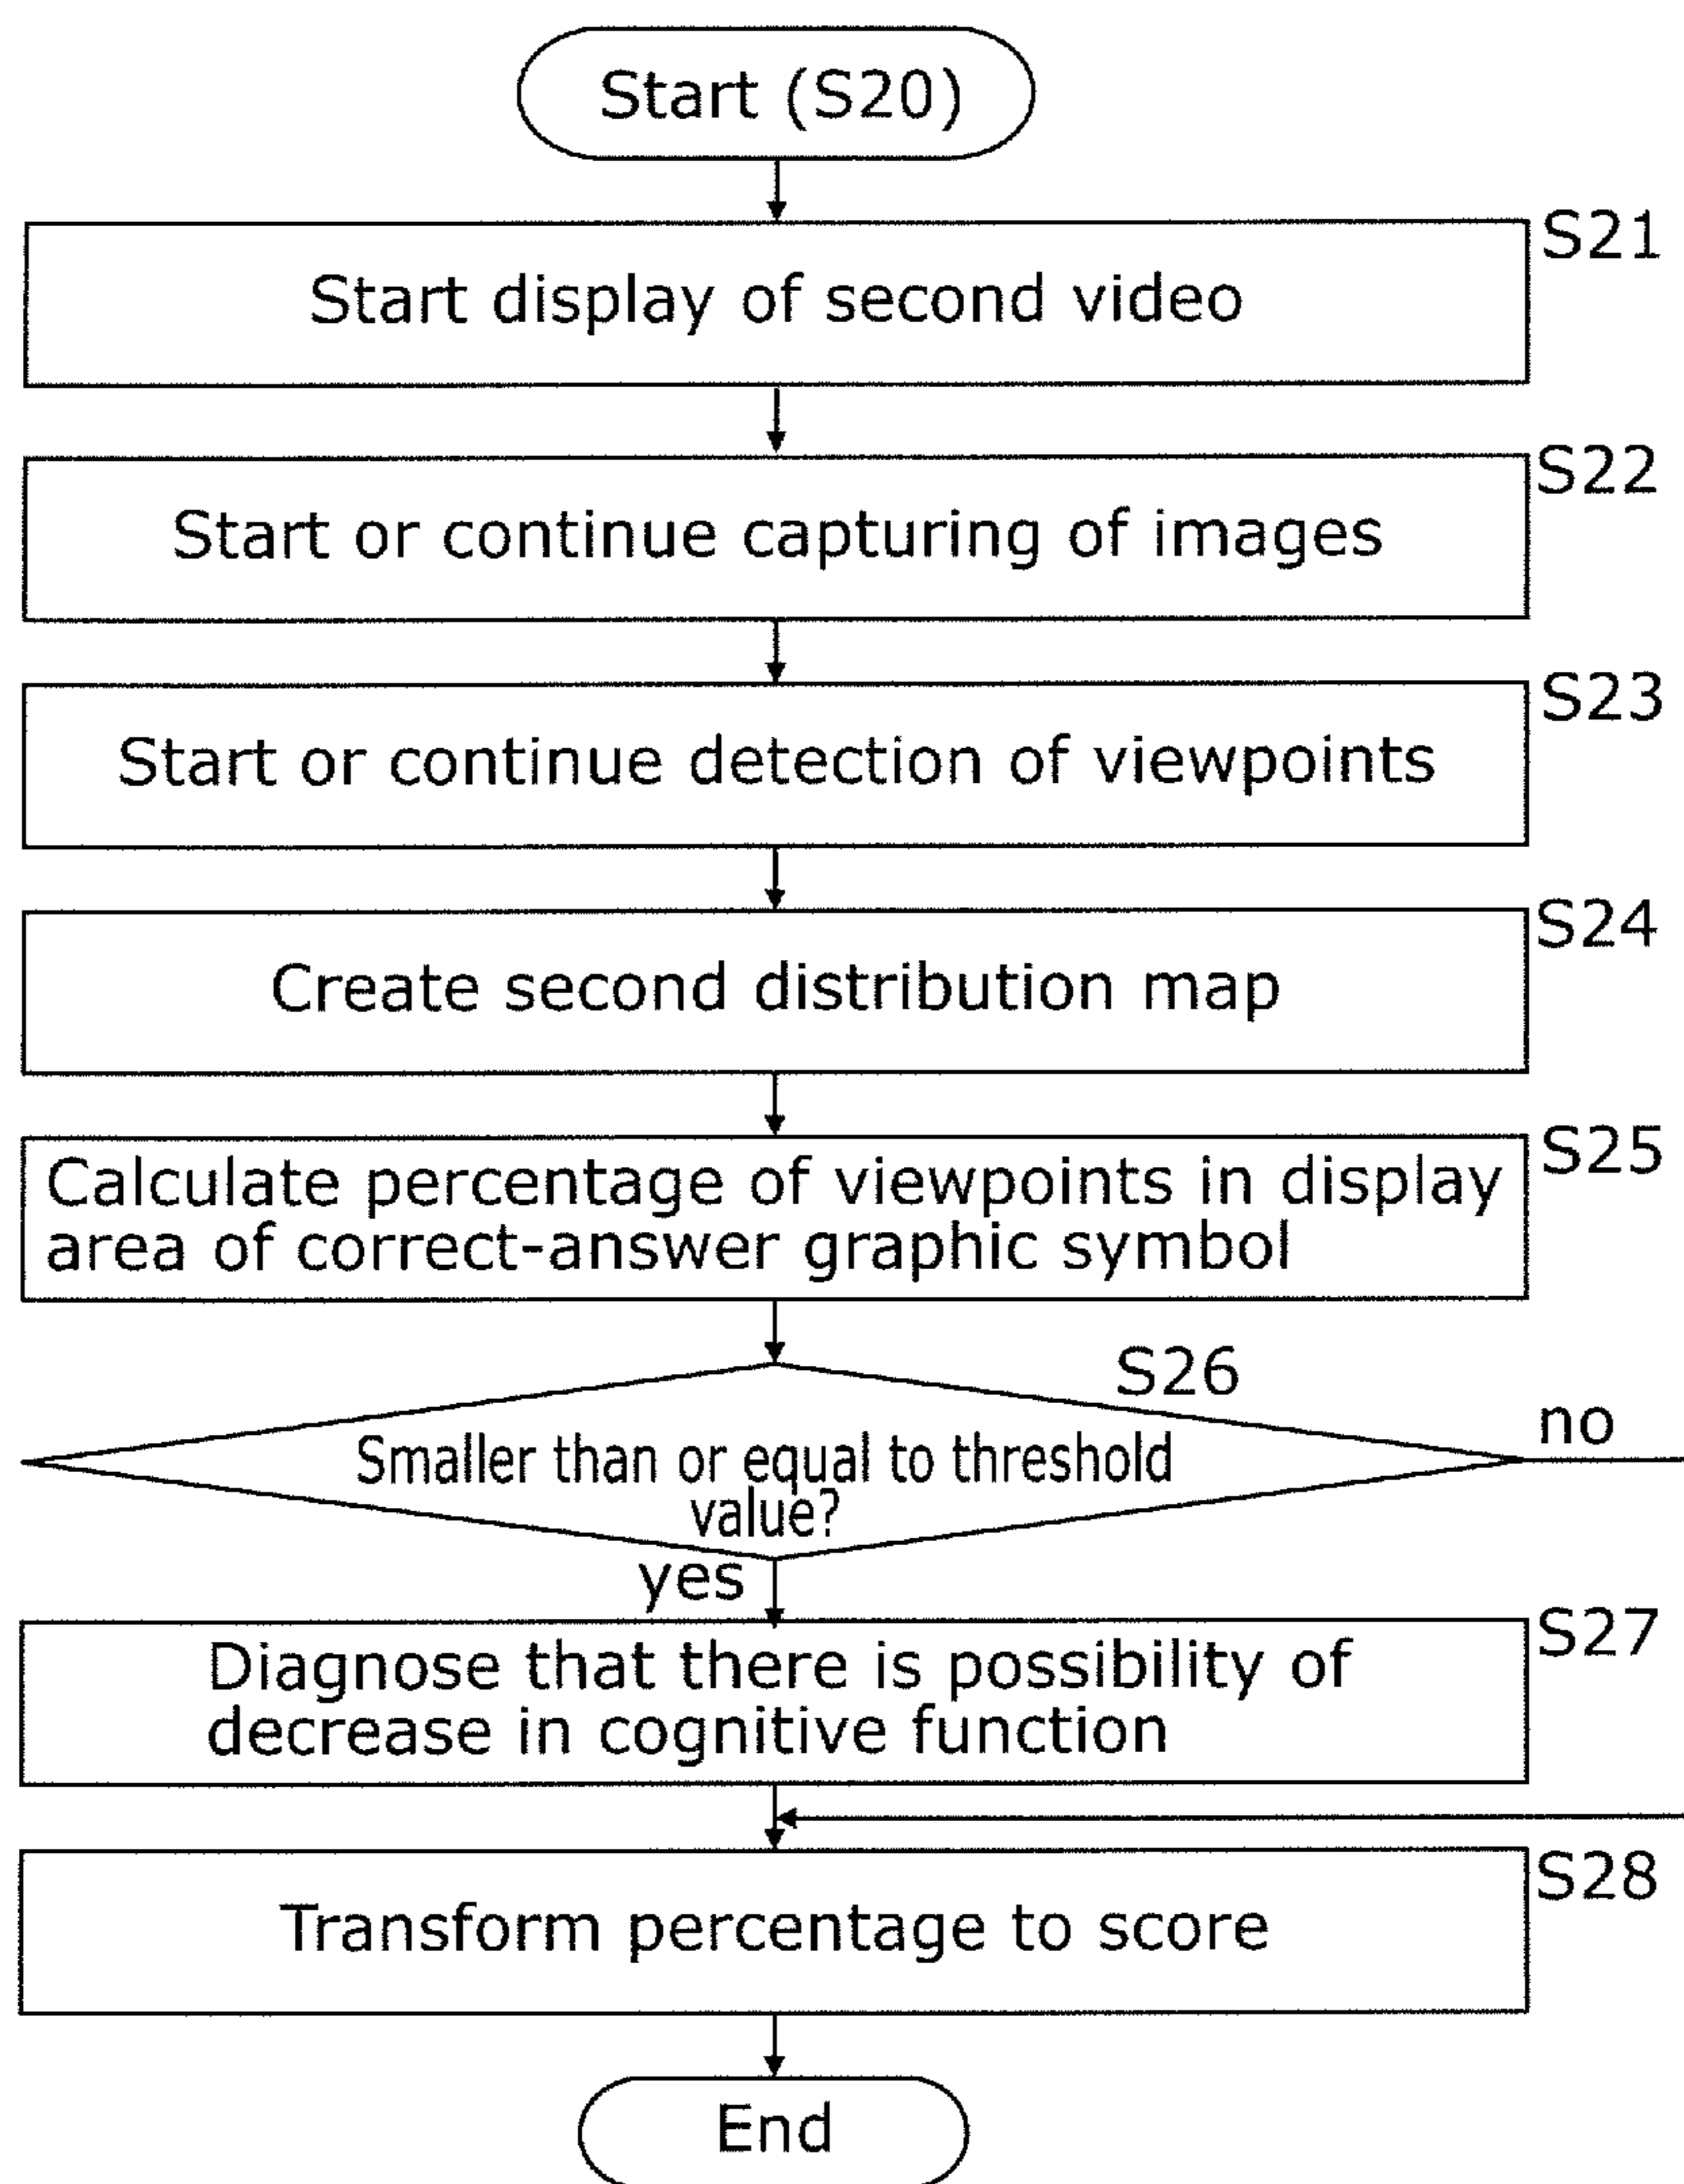 Start (S20)
S21
Start display of second video
S22
Start or continue capturing of images
S23
Start or continue detection of viewpoints
S24
Create second distribution map
S25
Calculate percentage of viewpoints in display
area of correct-answer graphic symbol
S26
no
Smaller than or equal to threshold
value?
yes
S27
Diagnose that there is possibility of
decrease in cognitive function
S28
Transform percentage to score
End